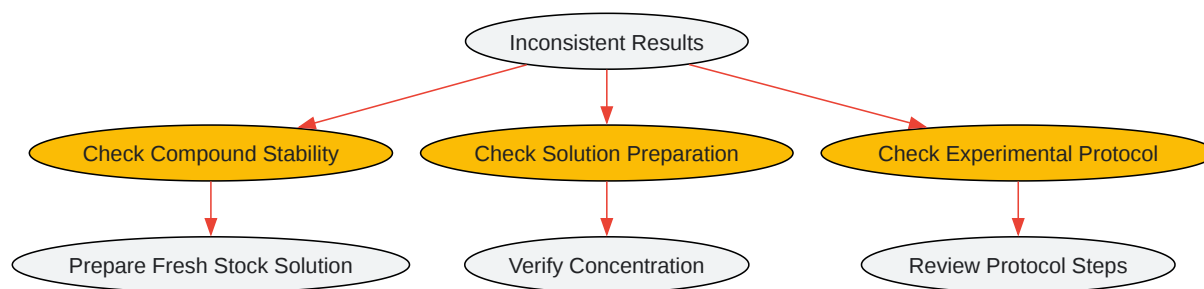 Inconsistent Results
Check Compound Stability
Check Solution Preparation
Check Experimental Protocol
Prepare Fresh Stock Solution
Verify Concentration
Review Protocol Steps